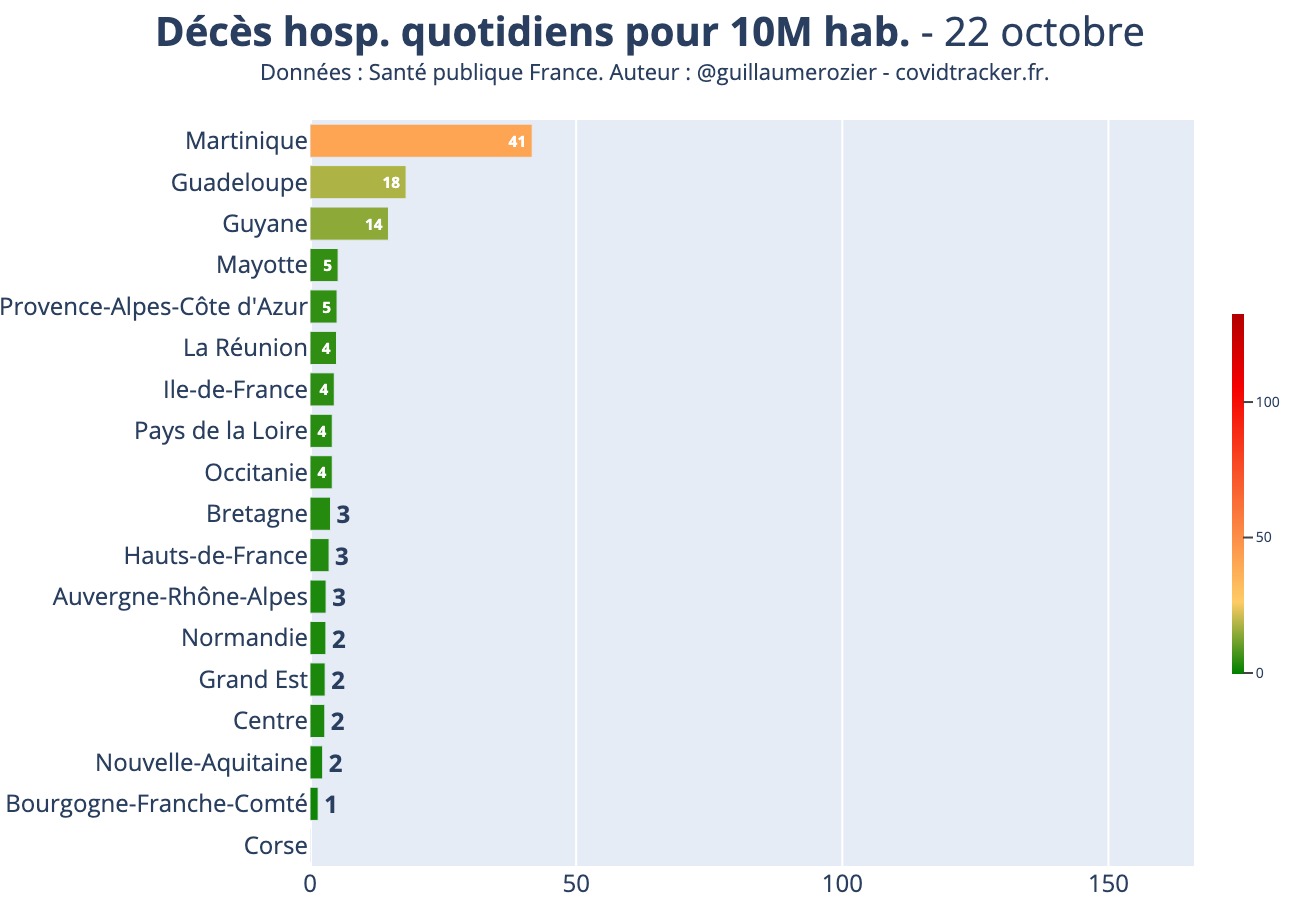 Décès hosp. quotidiens pour 10M hab. - 22 octobre
Données : Santé publique France. Auteur : @guillaumerozier - covidtracker.fr.
Martinique 41
Guadeloupe 18
Guyane 14
Mayotte 5
Provence-Alpes-Côte d'Azur 5
La Réunion 4
Ile-de-France 4
Pays de la Loire 4
Occitanie 4
Bretagne 3
Hauts-de-France 3
Auvergne-Rhône-Alpes 3
Normandie 2
Grand Est 2
Centre 2
Nouvelle-Aquitaine 2
Bourgogne-Franche-Comté 1
Corse
0 50 100 150
100
50
0